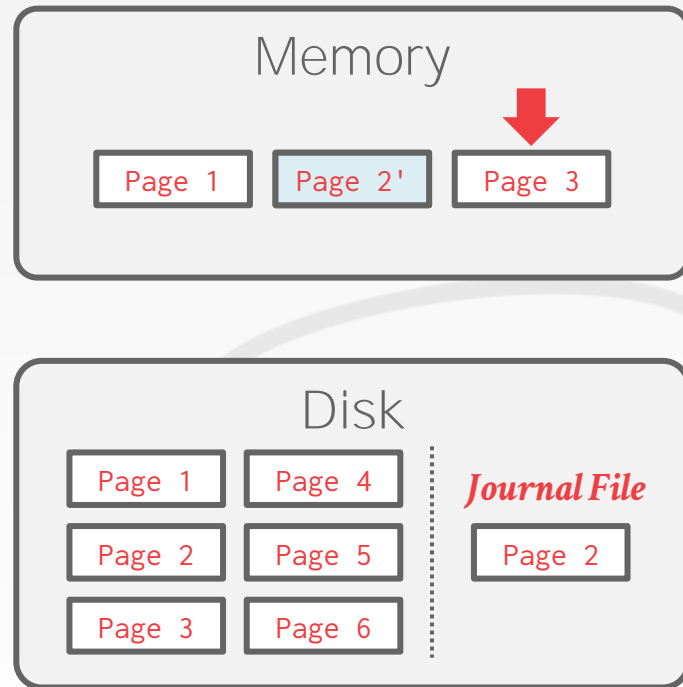 Memory
Page 1 Page 2' Page 3
Disk
Page 1 Page 4
Journal File
Page 2 Page 5 Page 2
Page 3 Page 6